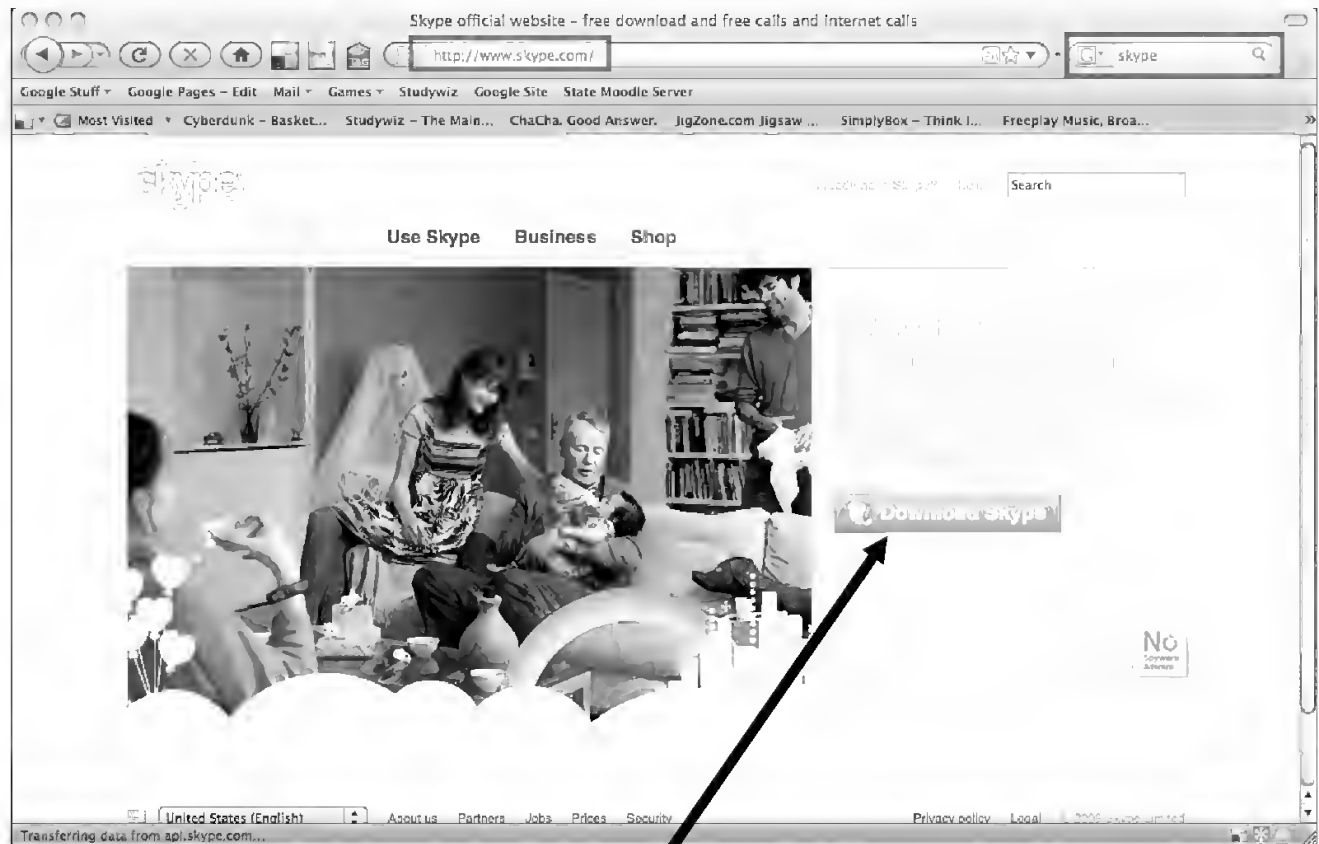 Skype official website – free download and free calls and internet calls
http://www.skype.com/
skype
Google Stuff Google Pages – Edit Mail Games Studywiz Google Site State Moodle Server
Most Visited Cyberdunk – Basket... Studywiz – The Main... ChaCha. Good Answer. JigZone.com Jigsaw ... SimplyBox – Think I... Freeplay Music, Broa...
skype
Search
Use Skype Business Shop
Download Skype
No
United States (English) About us Partners Jobs Prices Security Privacy policy Legal
Transferring data from api.skype.com...